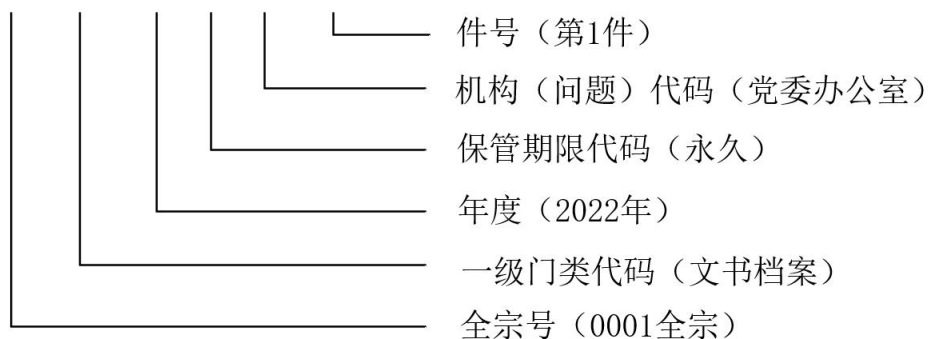 件号（第1件）
机构（问题）代码（党委办公室）
保管期限代码（永久）
年度（2022年）
一级门类代码（文书档案）
全宗号（0001全宗）